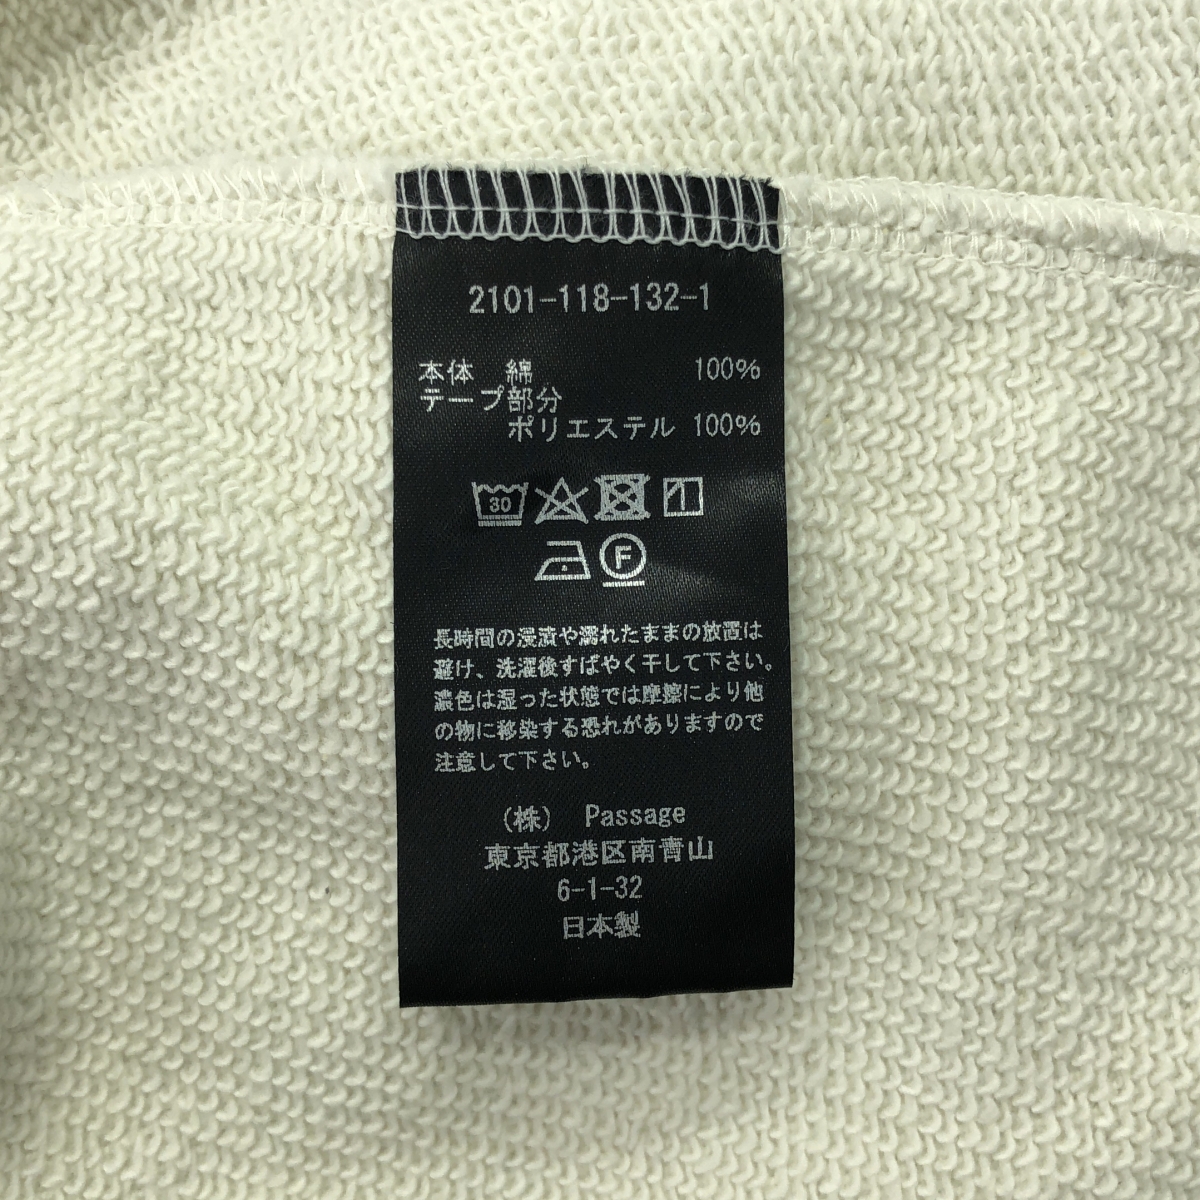 2101-118-132-1
本体 綿 100%
テープ部分
ポリエステル 100%
30
F
長時間の浸漬や濡れたままの放置は
避け、洗濯後すばやく干して下さい。
濃色は湿った状態では摩擦により他
の物に移染する恐れがありますので
注意して下さい。
(株) Passage
東京都港区南青山
6-1-32
日本製